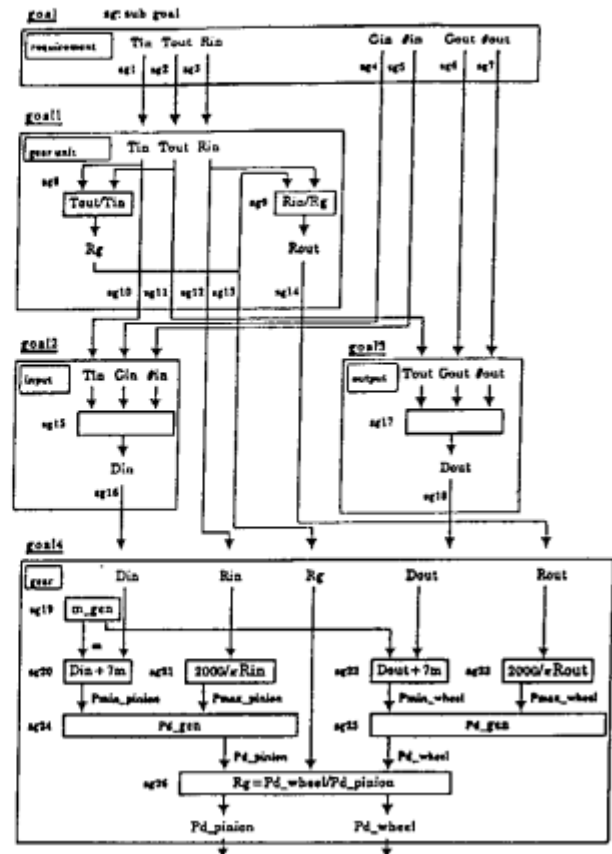 goal sg: sub goal
requirement Tin Tout Rin Gin #in Gout #out
sg1 sg2 sg3 sg4 sg5 sg6 sg7
goal1
gear unit Tin Tout Rin
sg8 Tout/Tin sg9 Rin/Rg
Rg Rout
sg10 sg11 sg12 sg13 sg14
goal2 goal3
input Tin Gin #in output Tout Gout #out
sg15 sg17
Din Dout
sg16 sg18
goal4
gear Din Rin Rg Dout Rout
sg19 m_gen
m
sg20 Din+7m sg21 200G/πRin sg22 Dout+7m sg23 200G/πRout
Pmin_pinion Pmax_pinion Pmin_wheel Pmax_wheel
sg24 Pd_gen sg25 Pd_gen
Pd_pinion Pd_wheel
sg26 Rg=Pd_wheel/Pd_pinion
Pd_pinion Pd_wheel